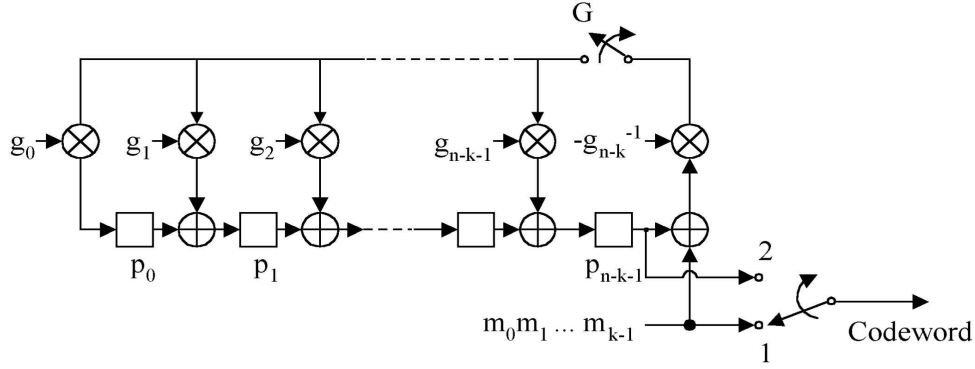 G
g₀ g₁ g₂ gₙ₋ₖ₋₁ -gₙ₋ₖ⁻¹
p₀ p₁ pₙ₋ₖ₋₁
2
m₀m₁ ... mₖ₋₁
1
Codeword